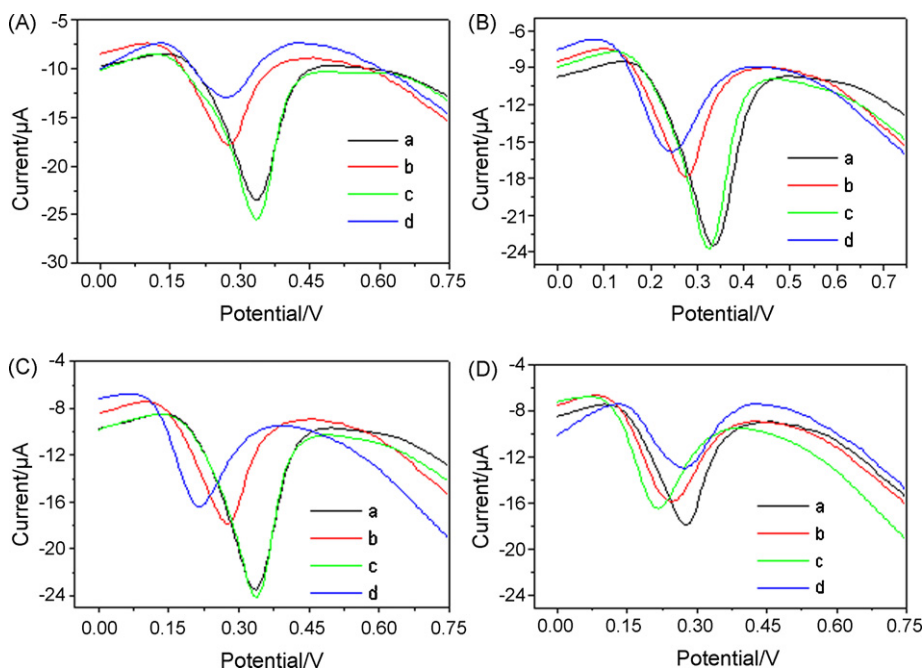 (A)
Current/μA
-5
-10
-15
-20
-25
-30
0.00 0.15 0.30 0.45 0.60 0.75
Potential/V
a
b
c
d
(B)
Current/μA
-6
-9
-12
-15
-18
-21
-24
0.0 0.1 0.2 0.3 0.4 0.5 0.6 0.7
Potential/V
a
b
c
d
(C)
Current/μA
-4
-8
-12
-16
-20
-24
0.00 0.15 0.30 0.45 0.60 0.75
Potential/V
a
b
c
d
(D)
Current/μA
-4
-8
-12
-16
-20
-24
0.00 0.15 0.30 0.45 0.60 0.75
Potential/V
a
b
c
d